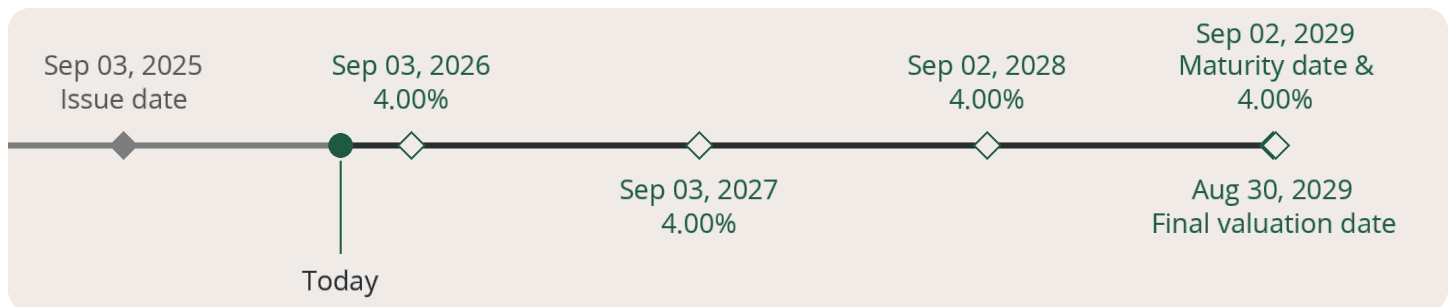 Sep 03, 2025
Issue date
Sep 03, 2026
4.00%
Sep 03, 2027
4.00%
Sep 02, 2028
4.00%
Sep 02, 2029
Maturity date &
4.00%
Aug 30, 2029
Final valuation date
Today